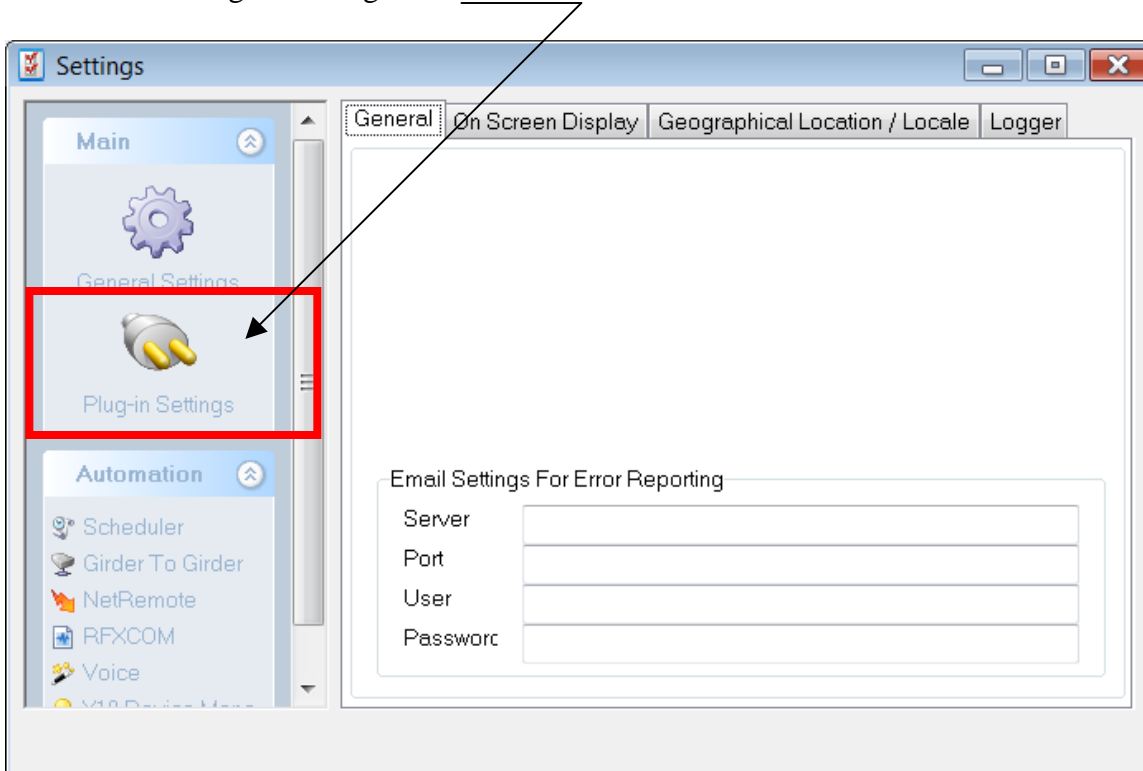 Settings
Main
General Settings
Plug-in Settings
Automation
Scheduler
Girder To Girder
NetRemote
RFXCOM
Voice
General On Screen Display Geographical Location / Locale Logger
Email Settings For Error Reporting
Server
Port
User
Passworc